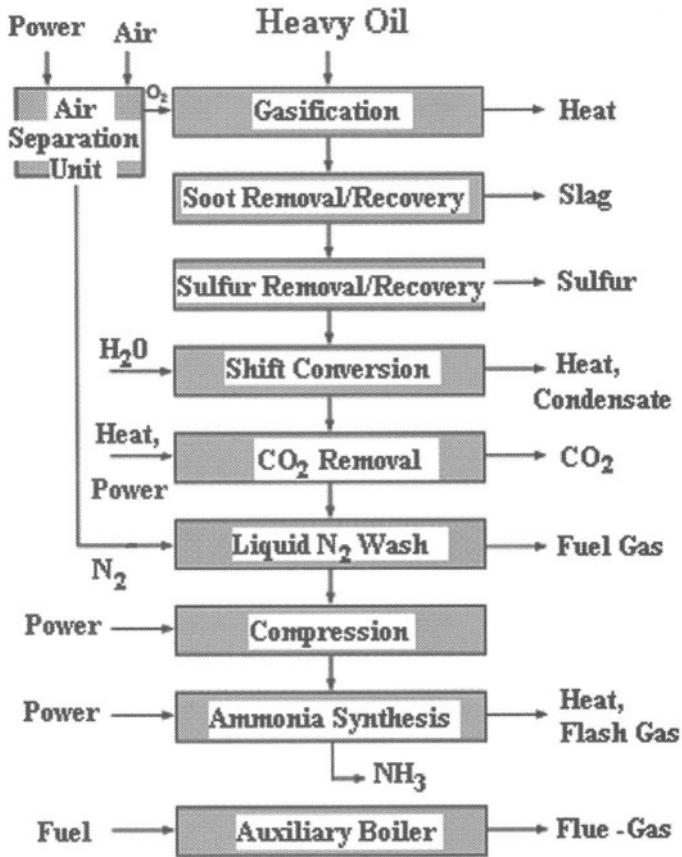 Power
Air
Heavy Oil
Air
Separation
Unit
O₂
Gasification
Heat
Soot Removal/Recovery
Slag
Sulfur Removal/Recovery
Sulfur
H₂0
Shift Conversion
Heat,
Condensate
Heat,
Power
CO₂ Removal
CO₂
N₂
Liquid N₂ Wash
Fuel Gas
Power
Compression
Power
Ammonia Synthesis
Heat,
Flash Gas
NH₃
Fuel
Auxiliary Boiler
Flue -Gas